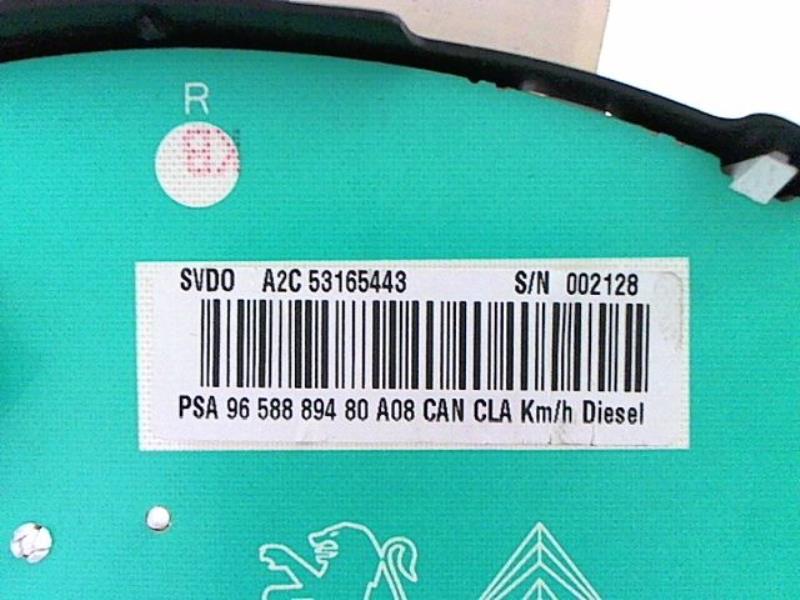 R
SVDO A2C 53165443 S/N 002128
PSA 96 588 894 80 A08 CAN CLA Km/h Diesel